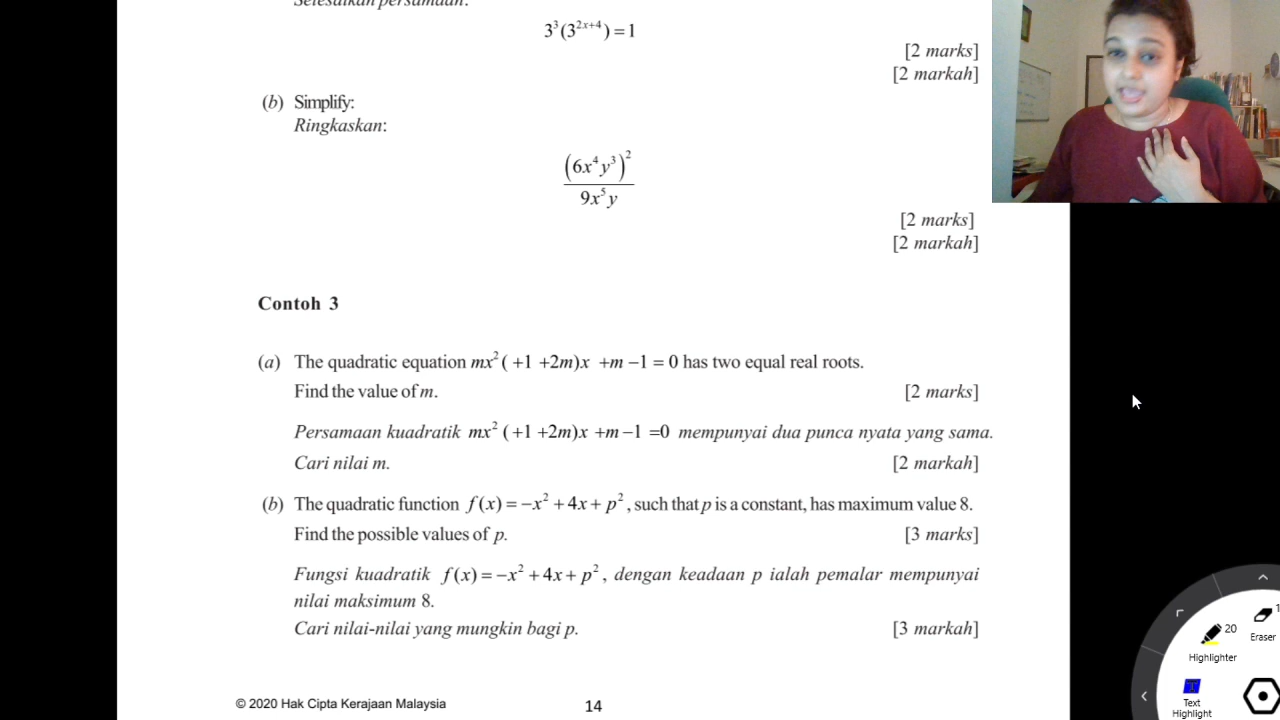 Selesaikan persamaan:
3³(3²ˣ⁺⁴) = 1
[2 marks]
[2 markah]
(b) Simplify:
Ringkaskan:
(6x⁴y³)²
9x⁵y
[2 marks]
[2 markah]
Contoh 3
(a) The quadratic equation mx² ( +1 +2m)x +m −1 = 0 has two equal real roots.
Find the value of m. [2 marks]
Persamaan kuadratik mx² ( +1 +2m)x +m −1 =0 mempunyai dua punca nyata yang sama.
Cari nilai m. [2 markah]
(b) The quadratic function f(x) = −x² + 4x + p², such that p is a constant, has maximum value 8.
Find the possible values of p. [3 marks]
Fungsi kuadratik f(x) = −x² + 4x + p², dengan keadaan p ialah pemalar mempunyai
nilai maksimum 8.
Cari nilai-nilai yang mungkin bagi p. [3 markah]
© 2020 Hak Cipta Kerajaan Malaysia 14
20
Highlighter
1
Eraser
T
Text
Highlight